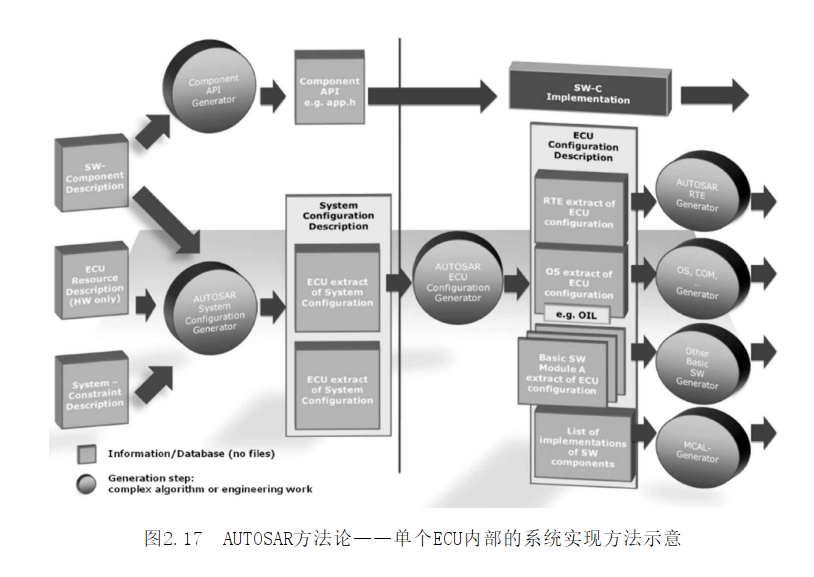 Component
API
Generator
Component
API
e.g. app.h
SW-C
Implementation
SW-
Component
Description
ECU
Resource
Description
(HW only)
System –
Constraint
Description
AUTOSAR
System
Configuration
Generator
System
Configuration
Description
ECU extract
of System
Configuration
ECU extract
of System
Configuration
AUTOSAR
ECU
Configuration
Generator
ECU
Configuration
Description
RTE extract of
ECU
configuration
OS extract of
ECU
configuration
e.g. OIL
Basic SW
Module A
extract of ECU
configuration
List of
implementations
of SW
components
AUTOSAR
RTE
Generator
OS, COM,
...
Generator
Other
Basic
SW
Generator
MCAL-
Generator
Information/Database (no files)
Generation step:
complex algorithm or engineering work
图2.17 AUTOSAR方法论——单个ECU内部的系统实现方法示意